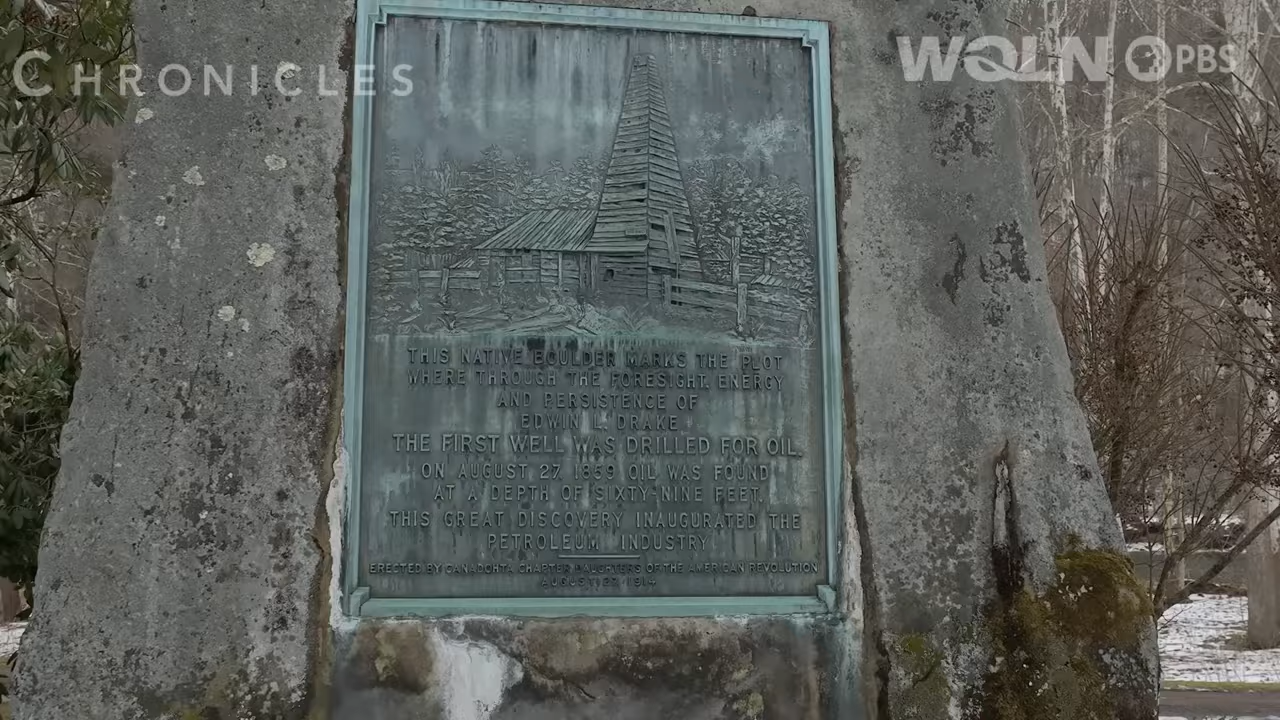 CHRONICLES
WQLN PBS
THIS NATIVE BOULDER MARKS THE PLOT
WHERE THROUGH THE FORESIGHT, ENERGY
AND PERSISTENCE OF
EDWIN L. DRAKE
THE FIRST WELL WAS DRILLED FOR OIL.
ON AUGUST 27, 1859 OIL WAS FOUND
AT A DEPTH OF SIXTY-NINE FEET.
THIS GREAT DISCOVERY INAUGURATED THE
PETROLEUM INDUSTRY
ERECTED BY CANADOHTA CHAPTER DAUGHTERS OF THE AMERICAN REVOLUTION
AUGUST 27, 1914